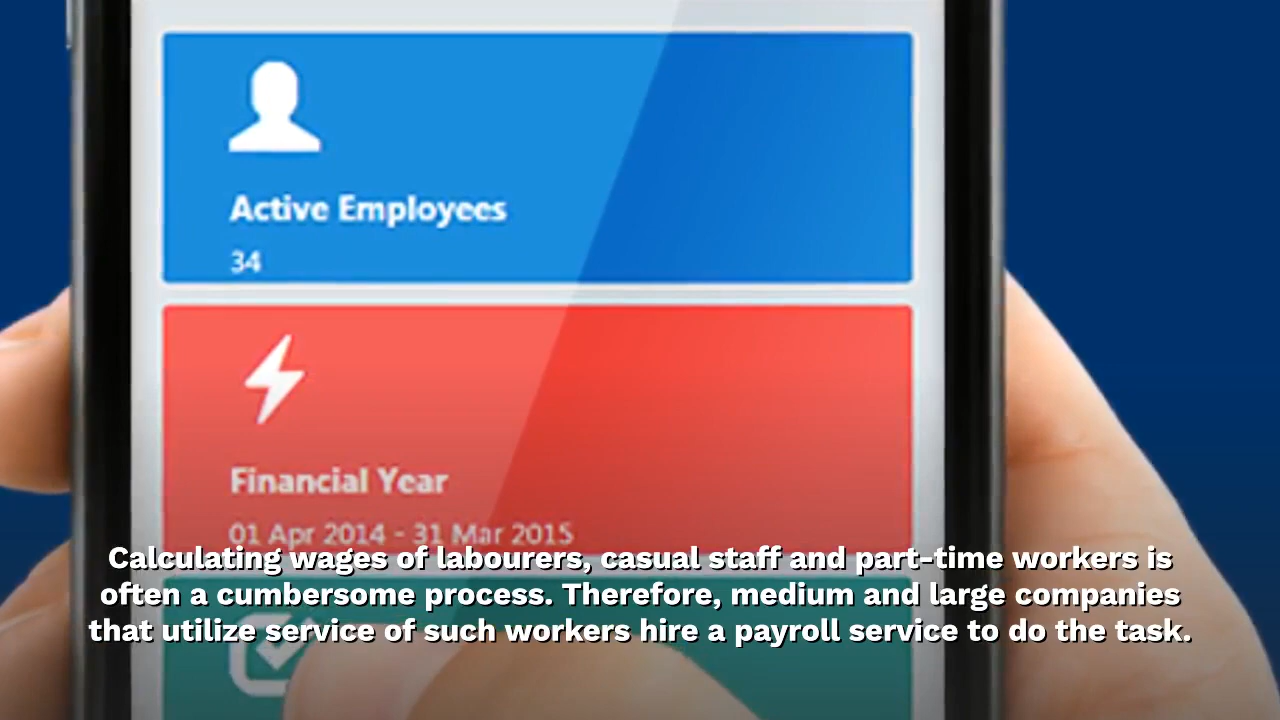 Active Employees
34
Financial Year
01 Apr 2014 - 31 Mar 2015
Calculating wages of labourers, casual staff and part-time workers is
often a cumbersome process. Therefore, medium and large companies
that utilize service of such workers hire a payroll service to do the task.